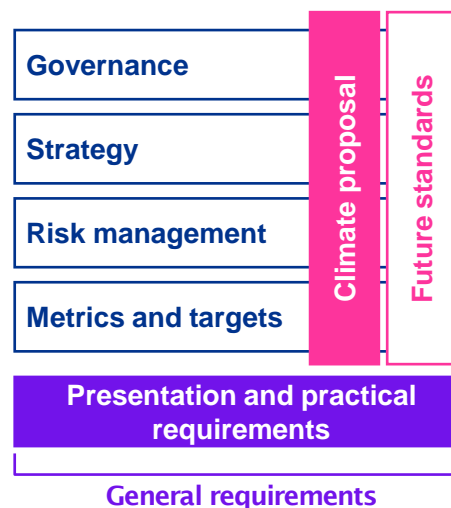 Governance
Strategy
Risk management
Metrics and targets
Climate proposal
Future standards
Presentation and practical
requirements
General requirements